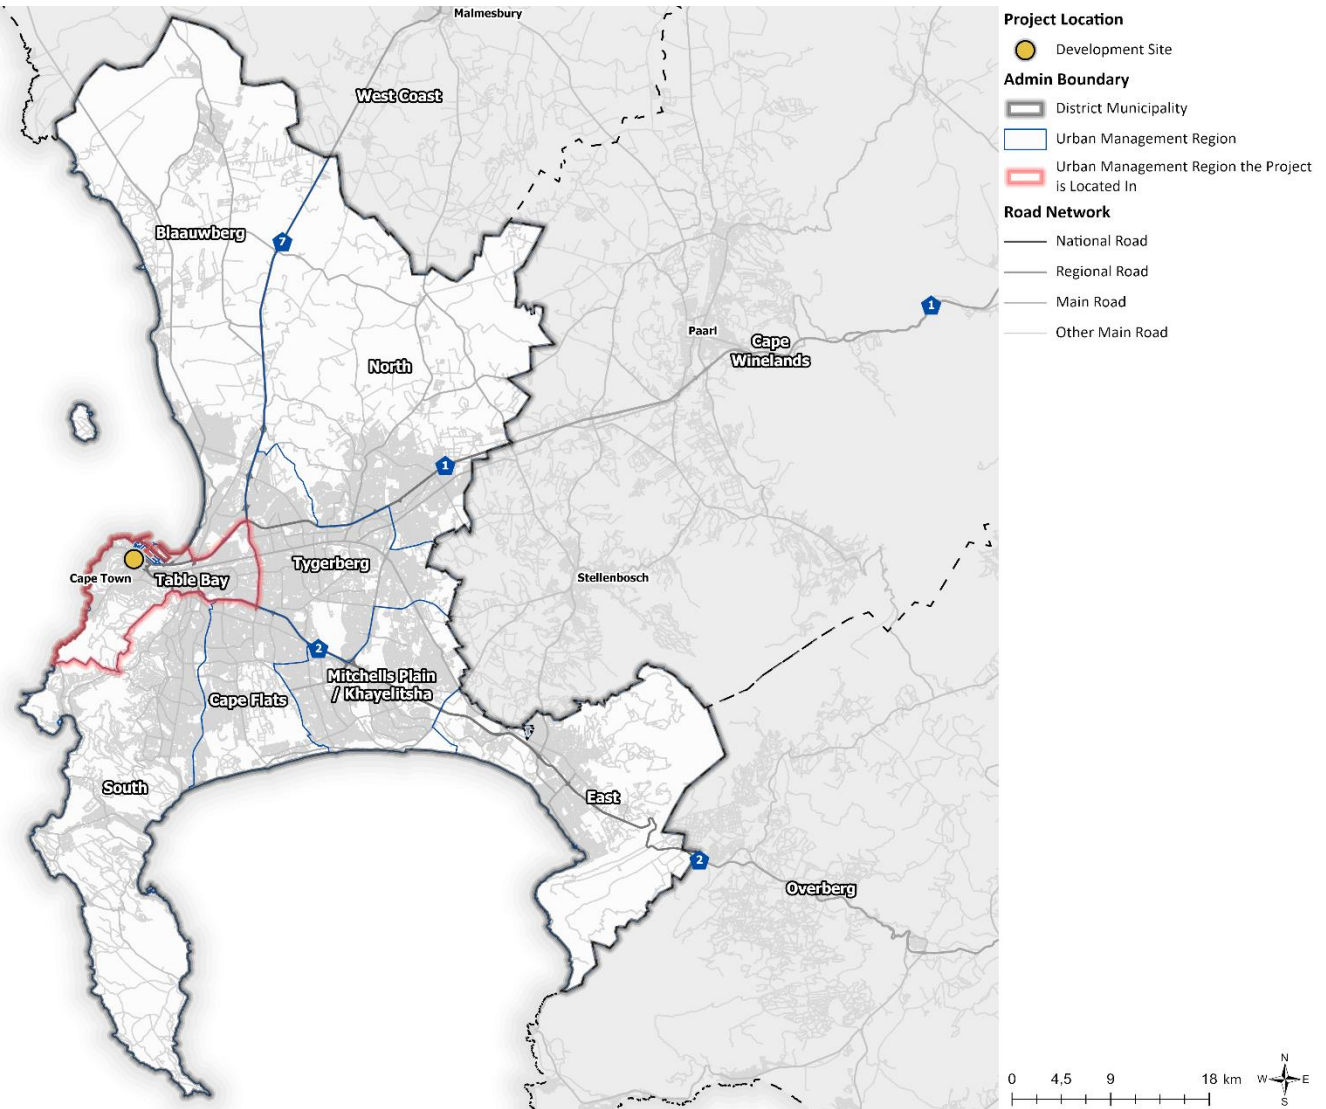 Malmesbury
West Coast
Blaauwberg
7
1
North
Paarl
Cape
Winelands
1
Tygerberg
Cape Town
Table Bay
Stellenbosch
2
Mitchells Plain
/ Khayelitsha
Cape Flats
South
East
2
Overberg
Project Location
Development Site
Admin Boundary
District Municipality
Urban Management Region
Urban Management Region the Project
is Located In
Road Network
National Road
Regional Road
Main Road
Other Main Road
0 4,5 9 18 km
N
W E
S